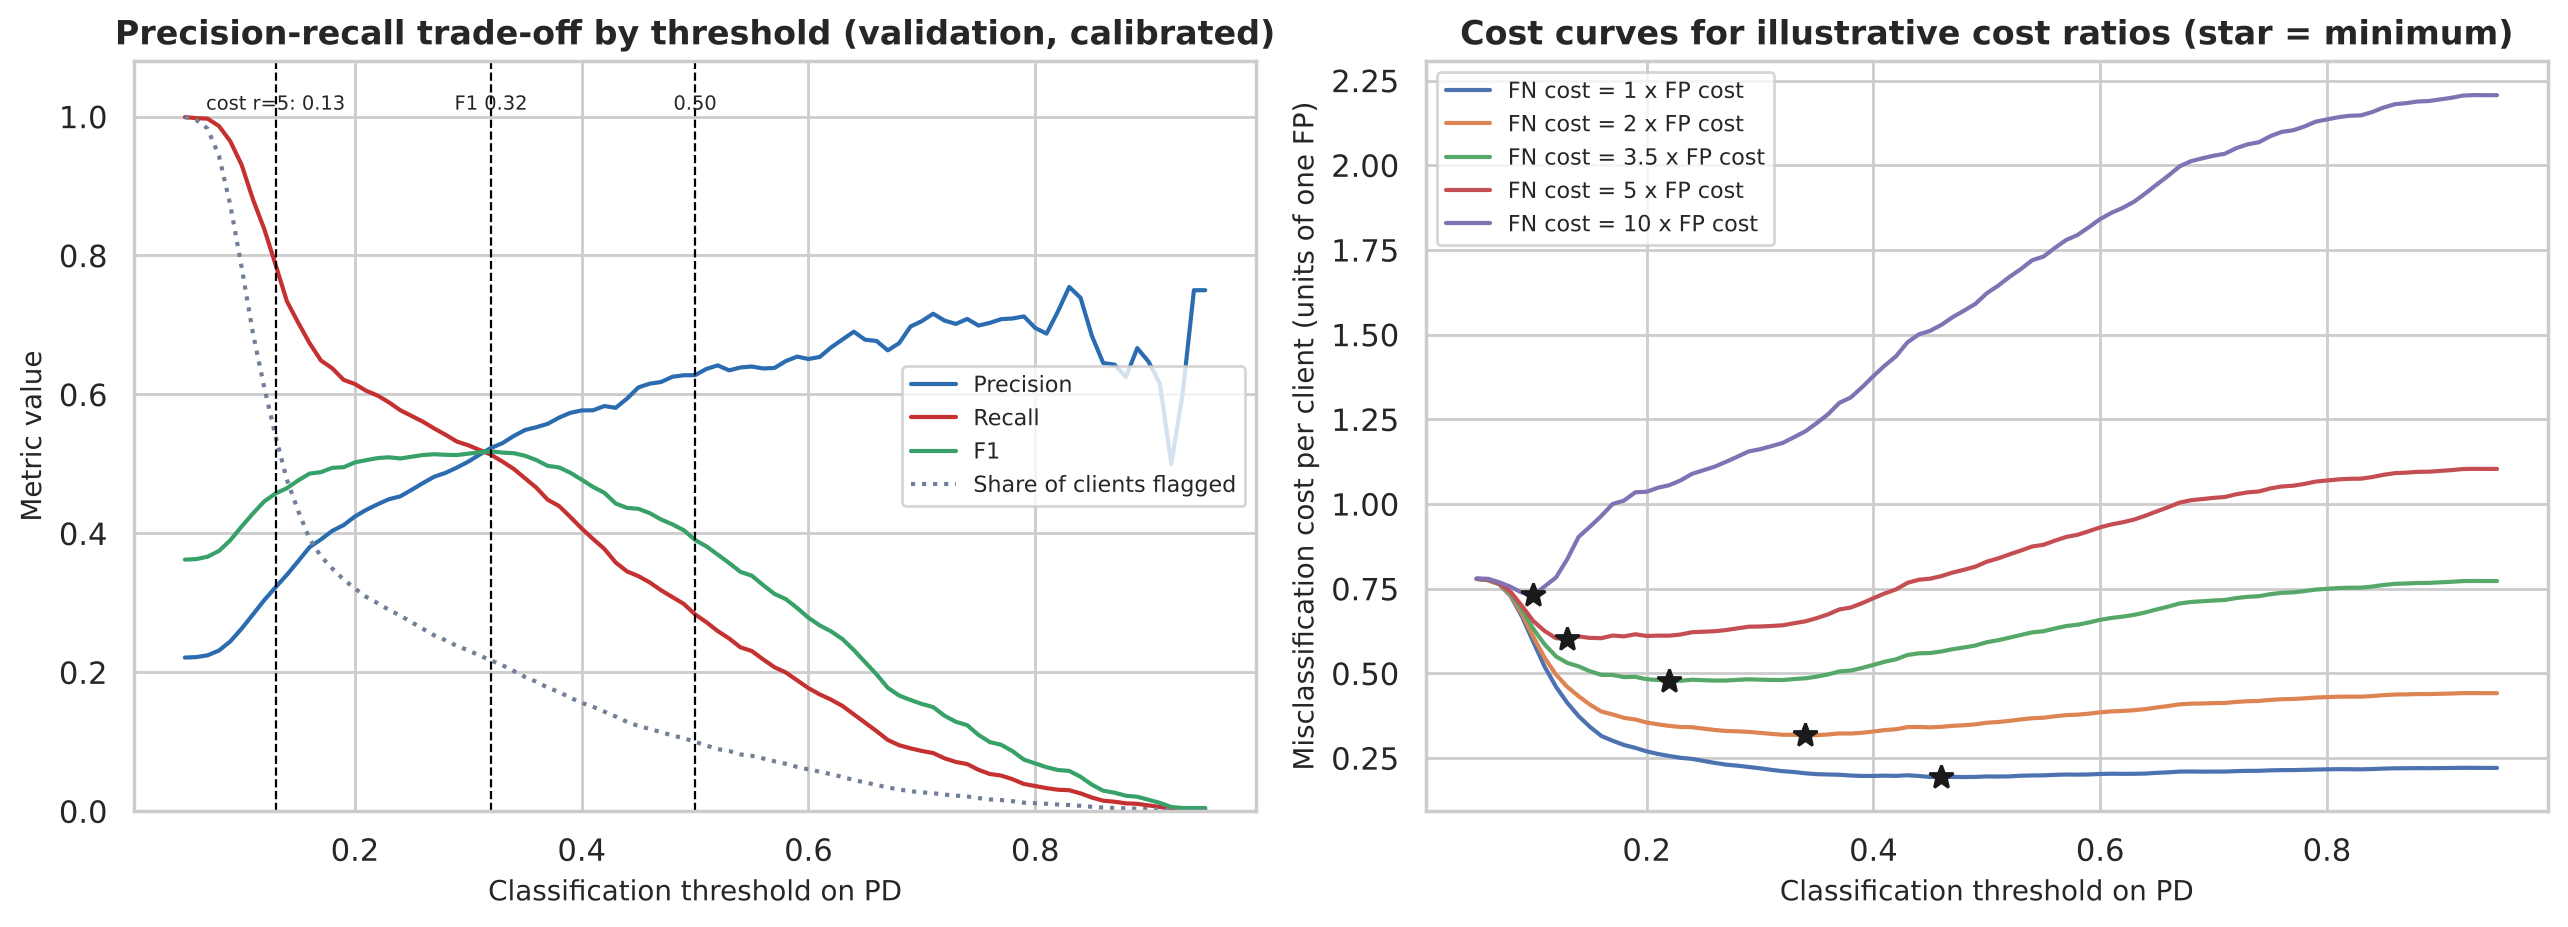 Precision-recall trade-off by threshold (validation, calibrated)
cost r=5: 0.13
F1 0.32
0.50
1.0
0.8
0.6
0.4
0.2
0.0
Metric value
Precision
Recall
F1
Share of clients flagged
0.2
0.4
0.6
0.8
Classification threshold on PD
Cost curves for illustrative cost ratios (star = minimum)
FN cost = 1 x FP cost
FN cost = 2 x FP cost
FN cost = 3.5 x FP cost
FN cost = 5 x FP cost
FN cost = 10 x FP cost
2.25
2.00
1.75
1.50
1.25
1.00
0.75
0.50
0.25
Misclassification cost per client (units of one FP)
0.2
0.4
0.6
0.8
Classification threshold on PD